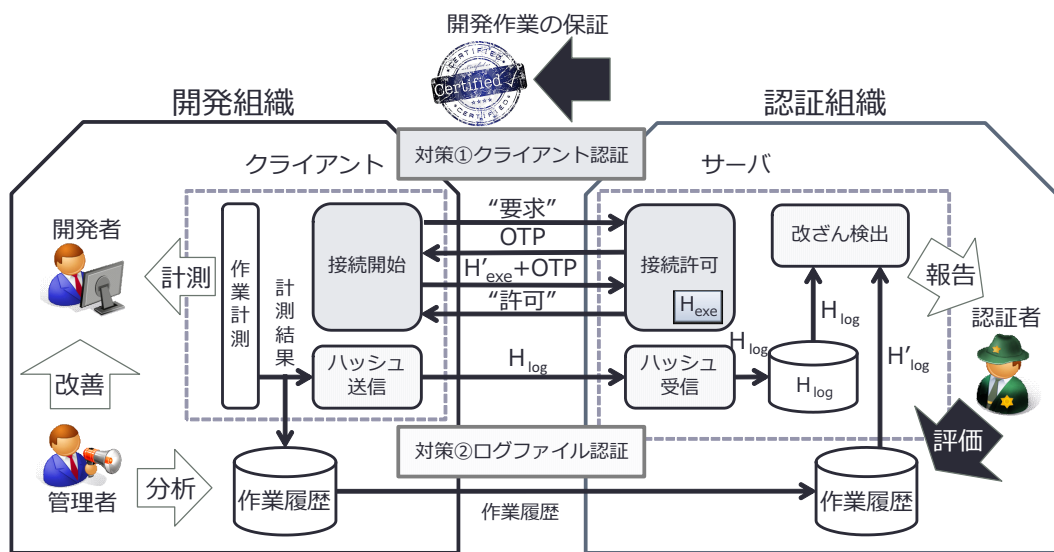 開発作業の保証
CERTIFIED
Certified
CERTIFIED
開発組織
認証組織
対策①クライアント認証
クライアント
サーバ
開発者
計測
作業計測
計測結果
接続開始
“要求”
OTP
H’exe+OTP
“許可”
接続許可
Hexe
改ざん検出
報告
認証者
Hlog
H’log
ハッシュ
送信
Hlog
ハッシュ
受信
Hlog
Hlog
改善
管理者
分析
対策②ログファイル認証
評価
作業履歴
作業履歴
作業履歴